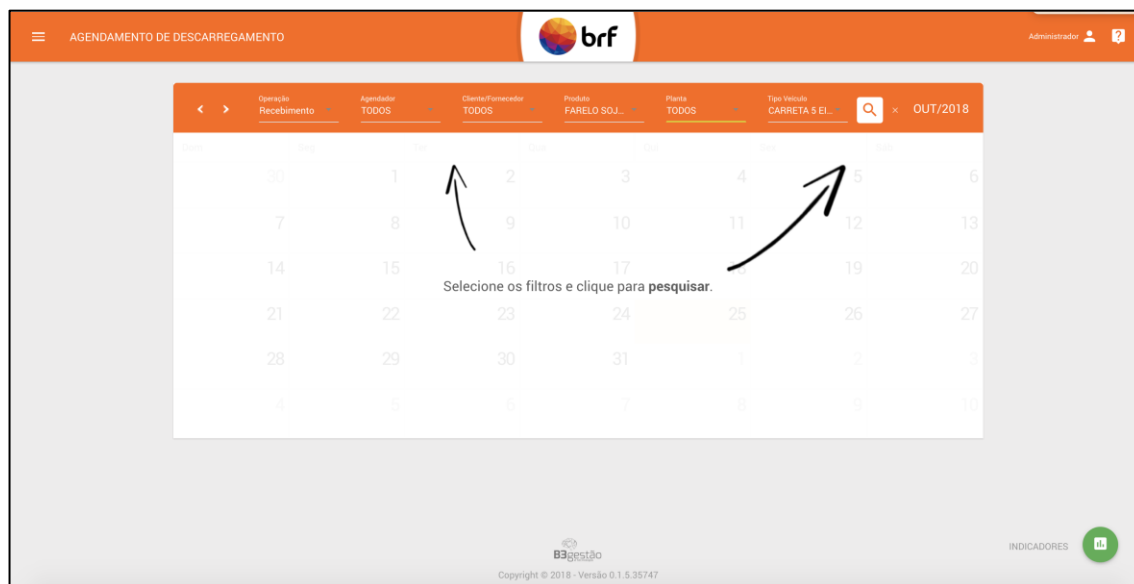 AGENDAMENTO DE DESCARREGAMENTO
brf
Administrador
Operação Agendador Cliente/Fornecedor Produto Planta Tipo Veículo
Recebimento TODOS TODOS FARELO SOJ... TODOS CARRETA 5 EI... × OUT/2018
Dom Seg Ter Qua Qui Sex Sáb
30 1 2 3 4 5 6
7 8 9 10 11 12 13
14 15 16 17 18 19 20
Selecione os filtros e clique para pesquisar.
21 22 23 24 25 26 27
28 29 30 31 1 2 3
4 5 6 7 8 9 10
B3gestão
INDICADORES
Copyright © 2018 - Versão 0.1.5.35747